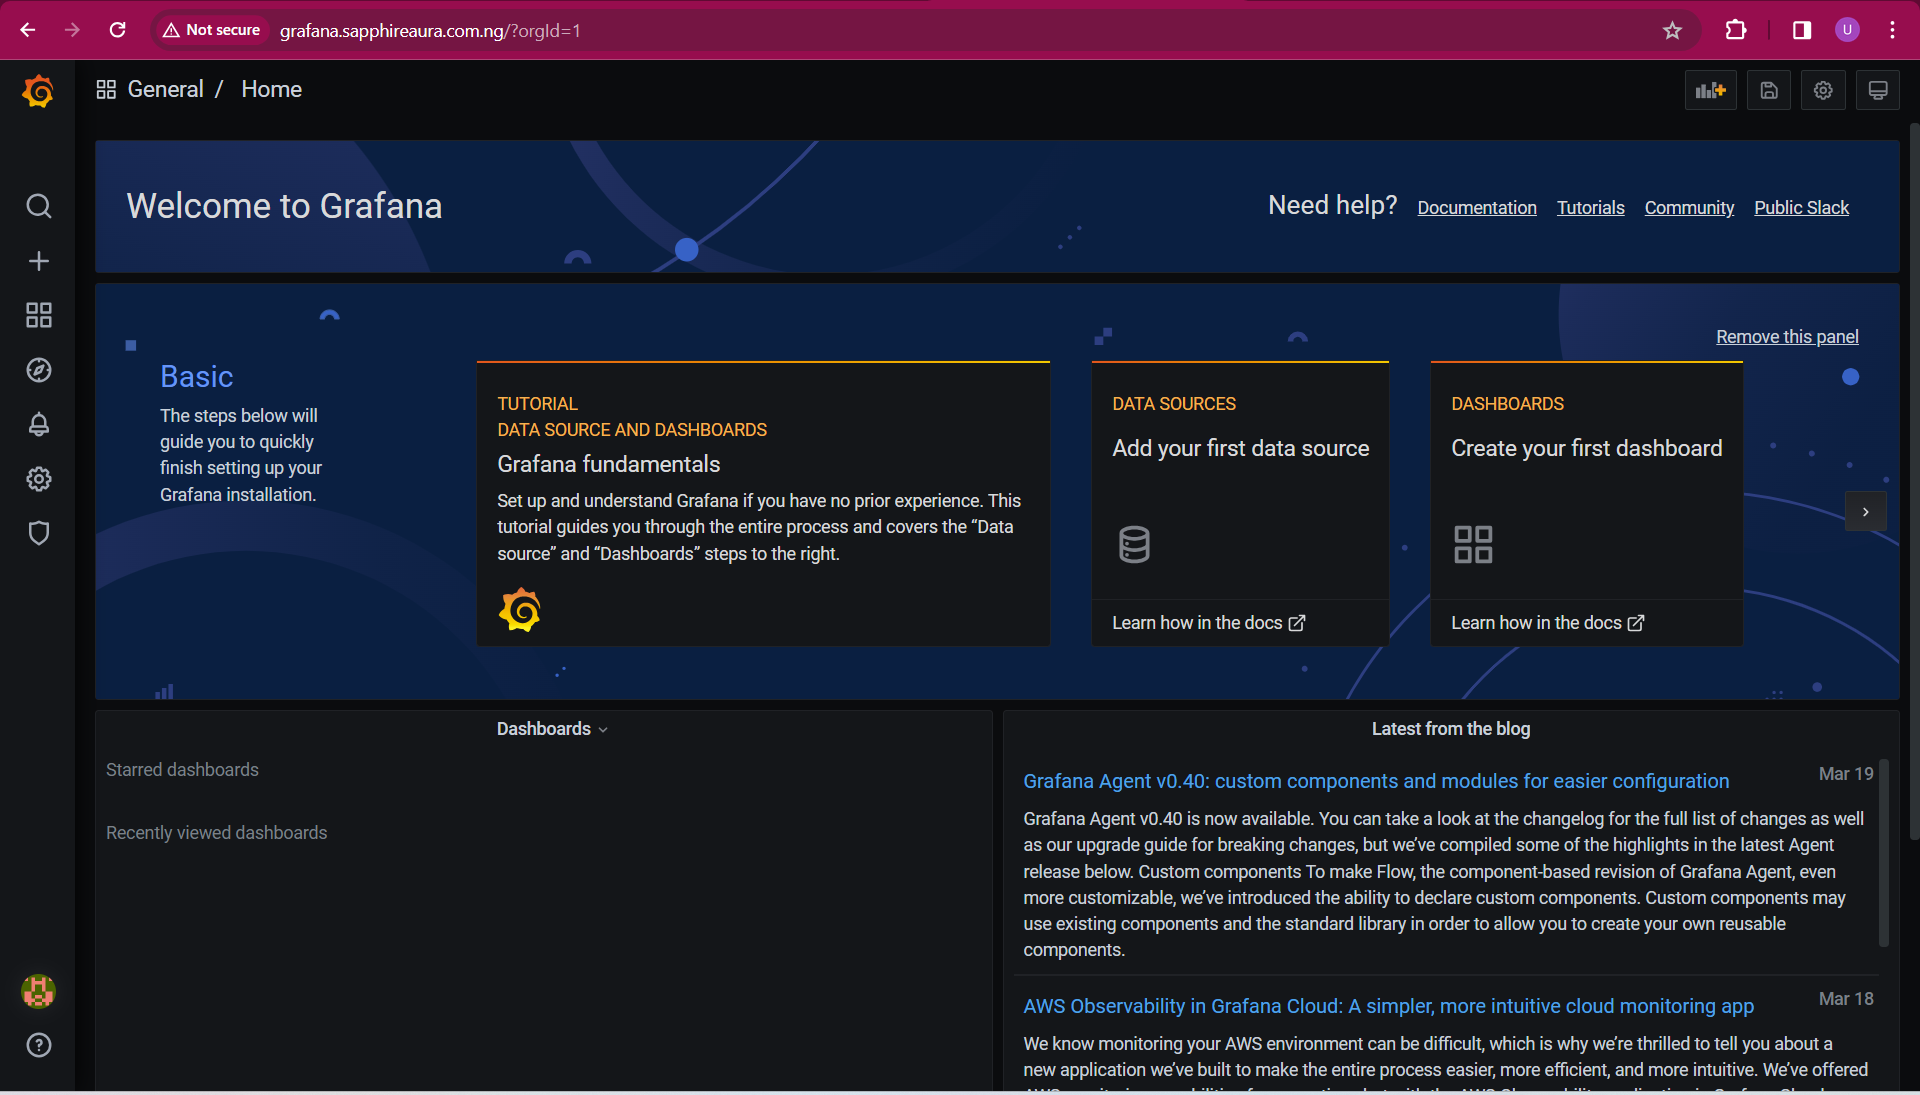 Not secure
grafana.sapphireaura.com.ng/?orgId=1
U
General / Home
Welcome to Grafana
Need help? Documentation Tutorials Community Public Slack
Remove this panel
Basic
The steps below will
guide you to quickly
finish setting up your
Grafana installation.
TUTORIAL
DATA SOURCE AND DASHBOARDS
Grafana fundamentals
Set up and understand Grafana if you have no prior experience. This
tutorial guides you through the entire process and covers the “Data
source” and “Dashboards” steps to the right.
DATA SOURCES
Add your first data source
Learn how in the docs
DASHBOARDS
Create your first dashboard
Learn how in the docs
Dashboards
Starred dashboards
Recently viewed dashboards
Latest from the blog
Grafana Agent v0.40: custom components and modules for easier configuration
Mar 19
Grafana Agent v0.40 is now available. You can take a look at the changelog for the full list of changes as well
as our upgrade guide for breaking changes, but we’ve compiled some of the highlights in the latest Agent
release below. Custom components To make Flow, the component-based revision of Grafana Agent, even
more customizable, we’ve introduced the ability to declare custom components. Custom components may
use existing components and the standard library in order to allow you to create your own reusable
components.
AWS Observability in Grafana Cloud: A simpler, more intuitive cloud monitoring app
Mar 18
We know monitoring your AWS environment can be difficult, which is why we’re thrilled to tell you about a
new application we’ve built to make the entire process easier, more efficient, and more intuitive. We’ve offered